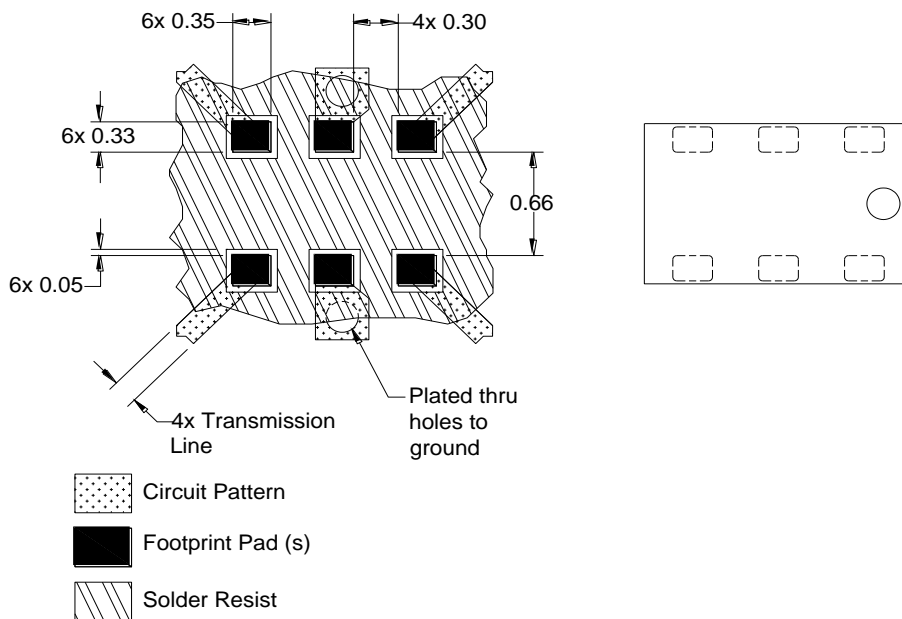 6x 0.35
4x 0.30
6x 0.33
0.66
6x 0.05
4x Transmission
Line
Plated thru
holes to
ground
Circuit Pattern
Footprint Pad (s)
Solder Resist